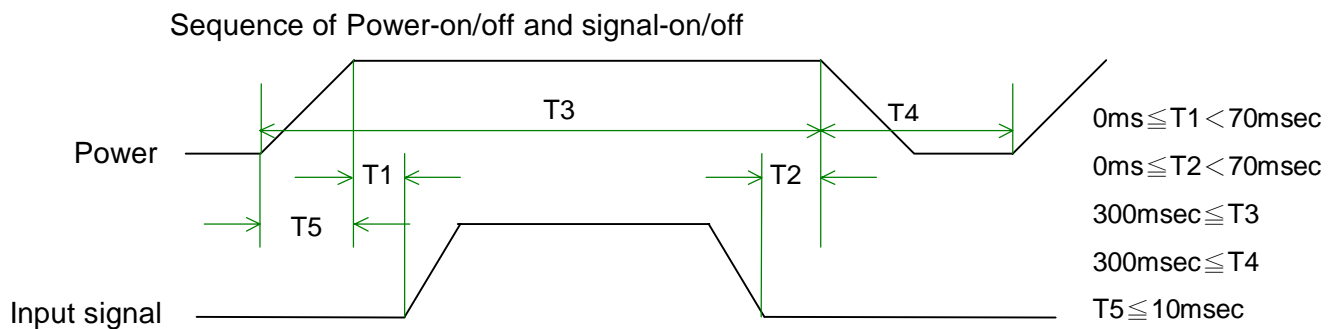 Sequence of Power-on/off and signal-on/off
T3
T4
Power
T1
T2
T5
Input signal
0ms≦T1＜70msec
0ms≦T2＜70msec
300msec≦T3
300msec≦T4
T5≦10msec